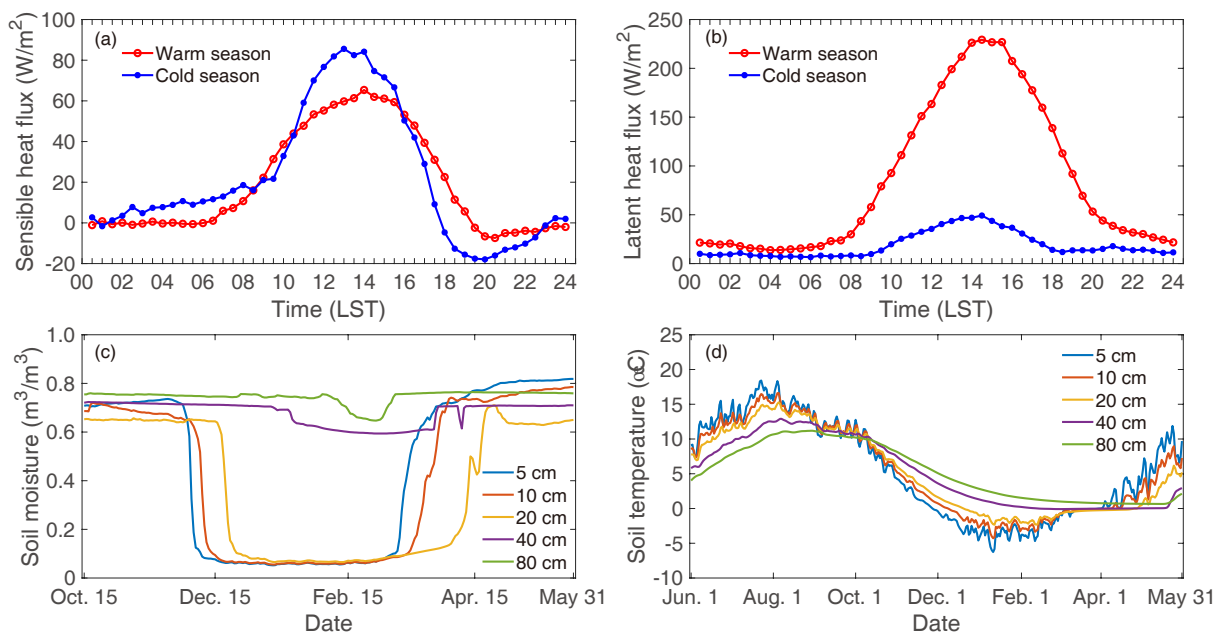 (a)
Warm season
Cold season
Sensible heat flux (W/m²)
100
80
60
40
20
0
-20
00 02 04 06 08 10 12 14 16 18 20 22 24
Time (LST)
(b)
Warm season
Cold season
Latent heat flux (W/m²)
250
200
150
100
50
0
00 02 04 06 08 10 12 14 16 18 20 22 24
Time (LST)
(c)
Soil moisture (m³/m³)
1.0
0.8
0.6
0.4
0.2
0
5 cm
10 cm
20 cm
40 cm
80 cm
Oct. 15 Dec. 15 Feb. 15 Apr. 15 May 31
Date
(d)
Soil temperature (oC)
25
20
15
10
5
0
-5
-10
5 cm
10 cm
20 cm
40 cm
80 cm
Jun. 1 Aug. 1 Oct. 1 Dec. 1 Feb. 1 Apr. 1 May 31
Date